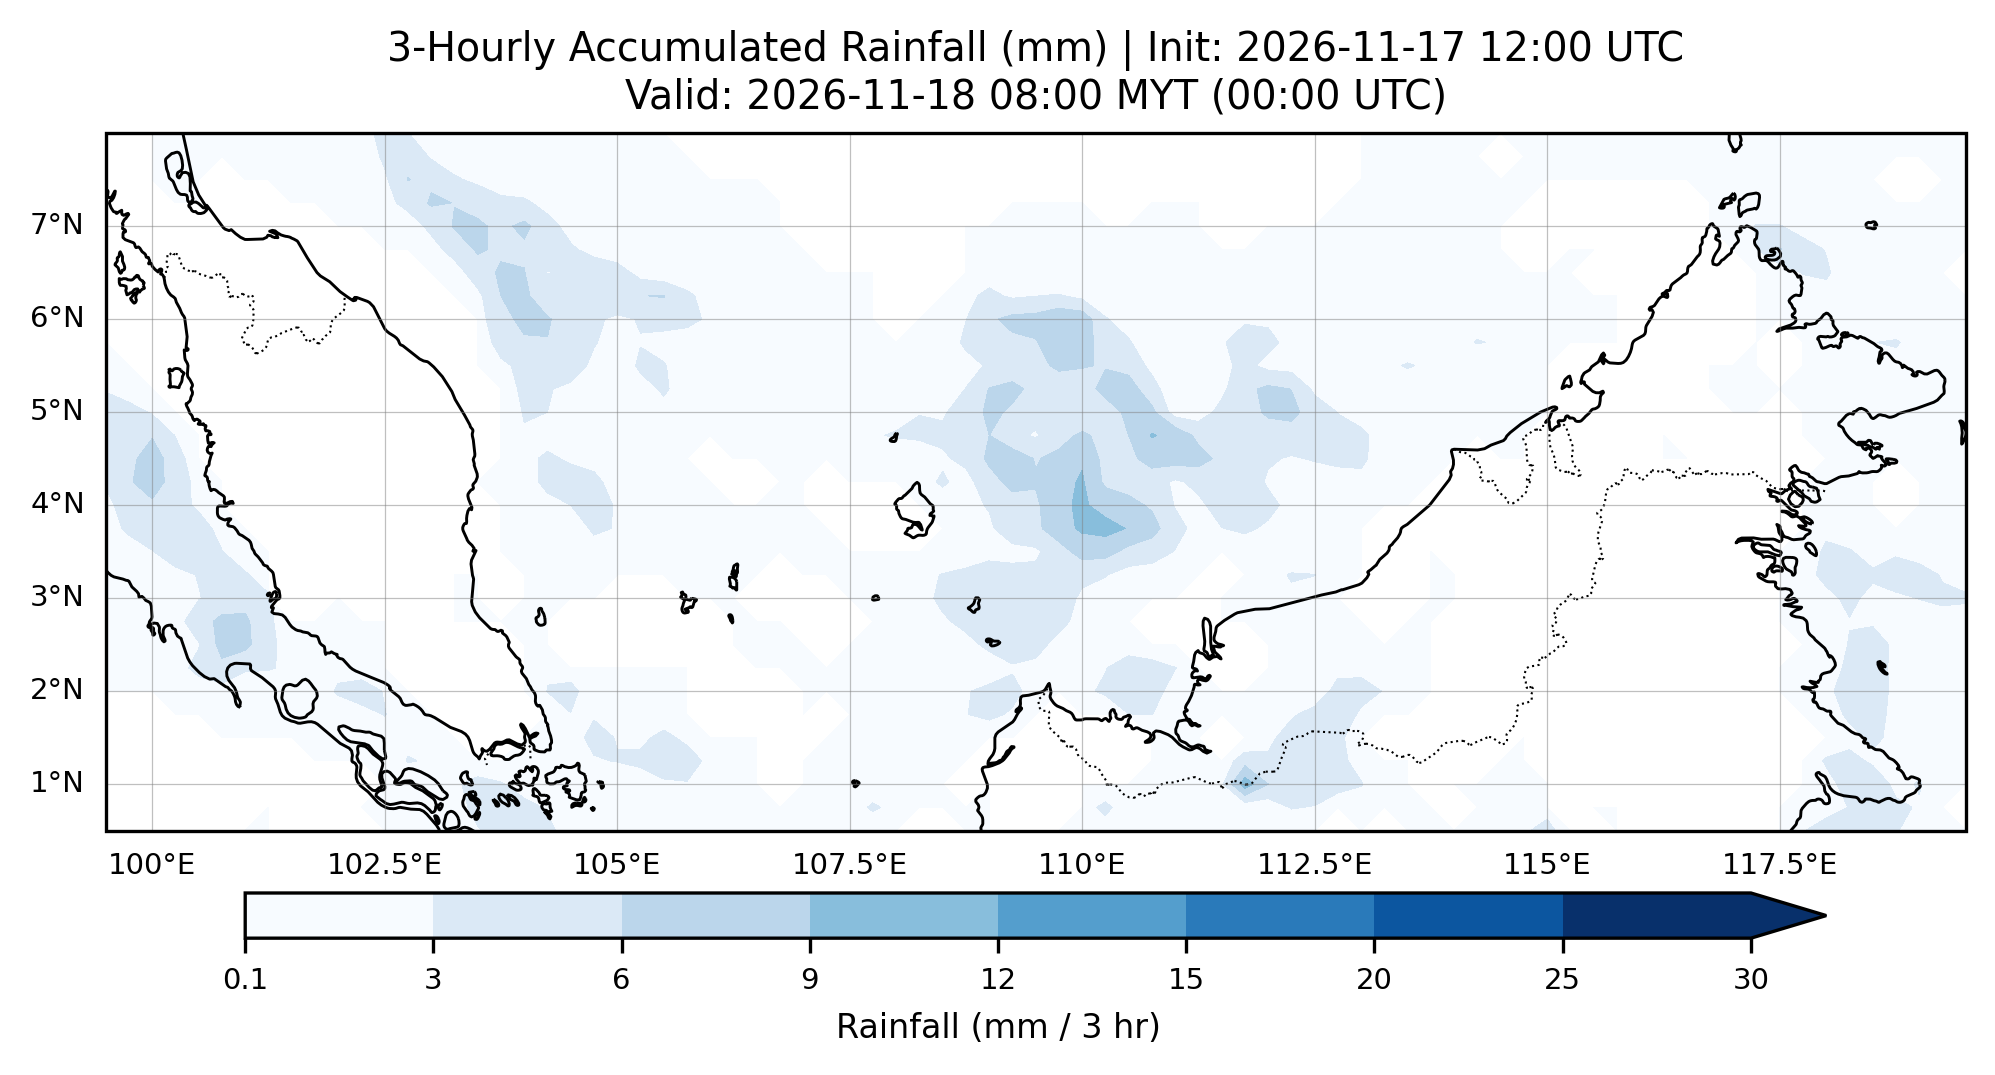 3-Hourly Accumulated Rainfall (mm) | Init: 2026-11-17 12:00 UTC
Valid: 2026-11-18 08:00 MYT (00:00 UTC)
7°N
6°N
5°N
4°N
3°N
2°N
1°N
100°E 102.5°E 105°E 107.5°E 110°E 112.5°E 115°E 117.5°E
0.1 3 6 9 12 15 20 25 30
Rainfall (mm / 3 hr)